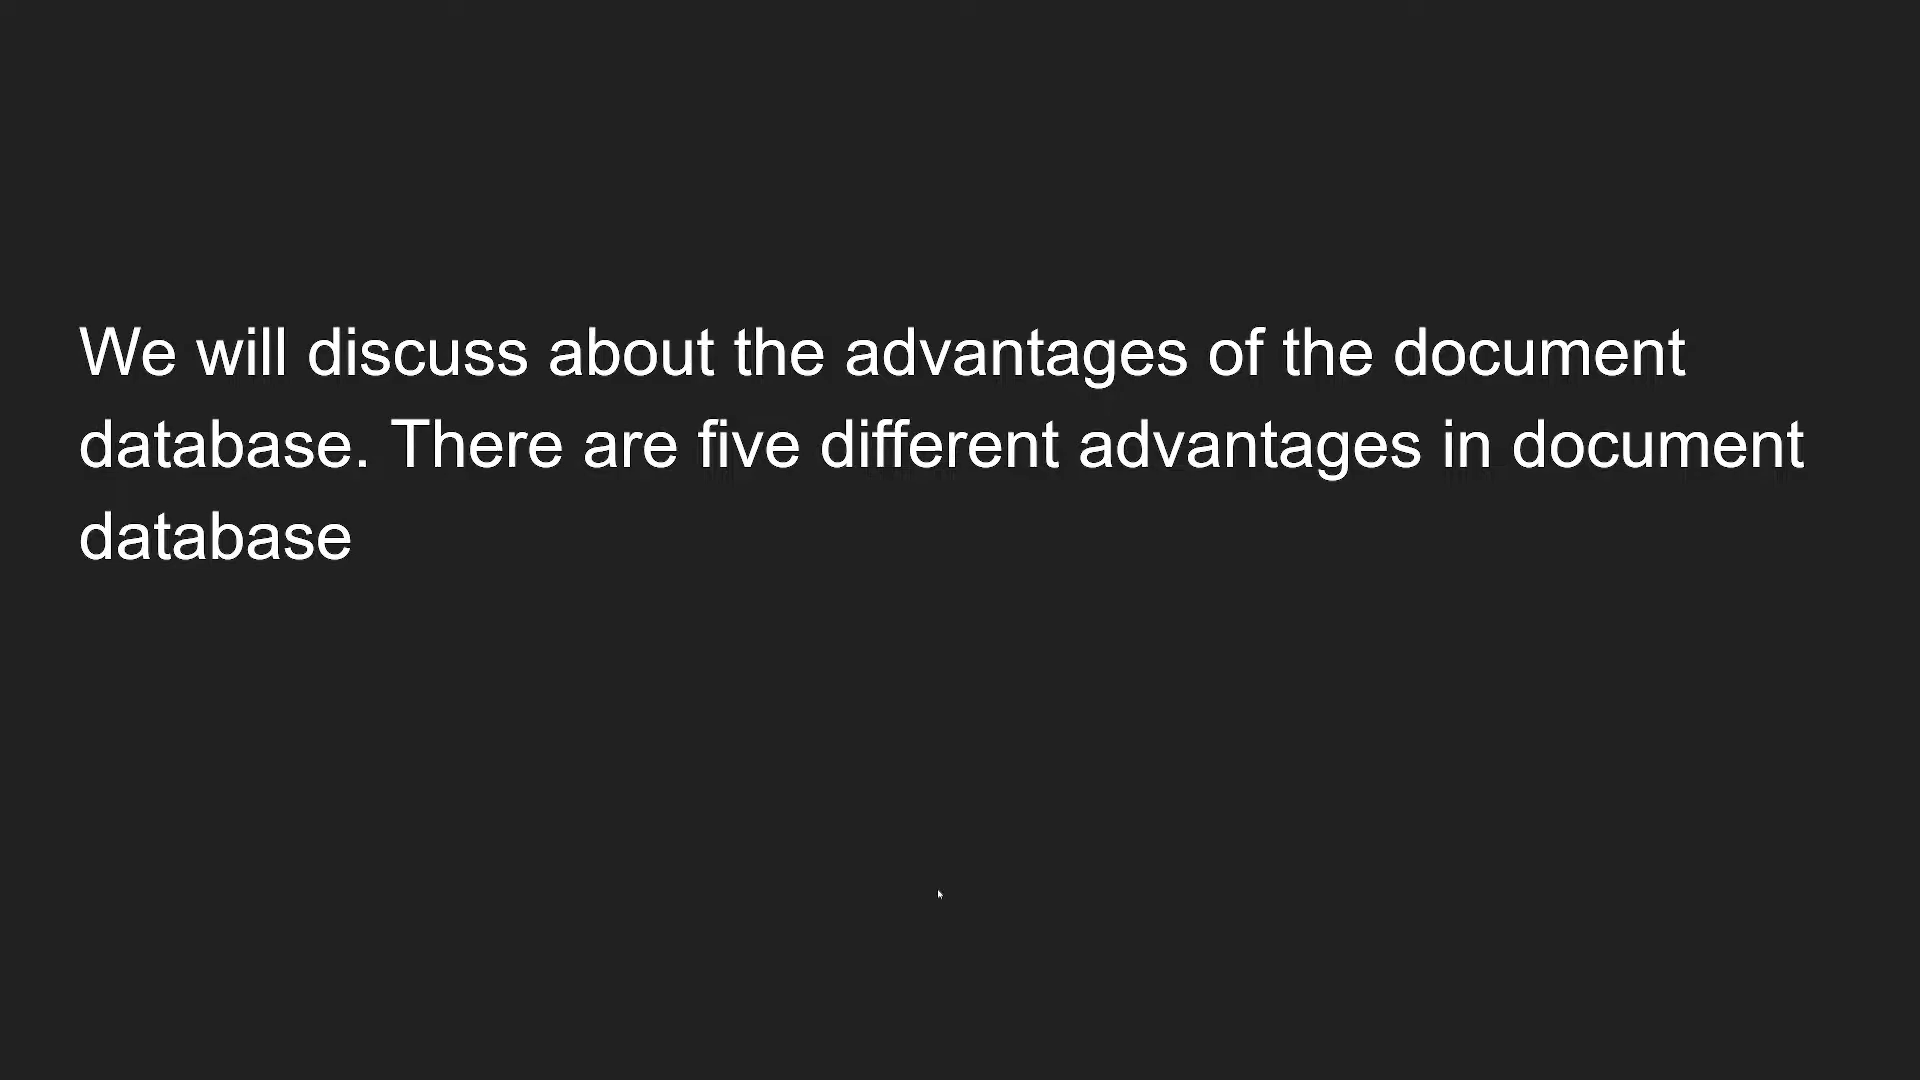 We will discuss about the advantages of the document
database. There are five different advantages in document
database